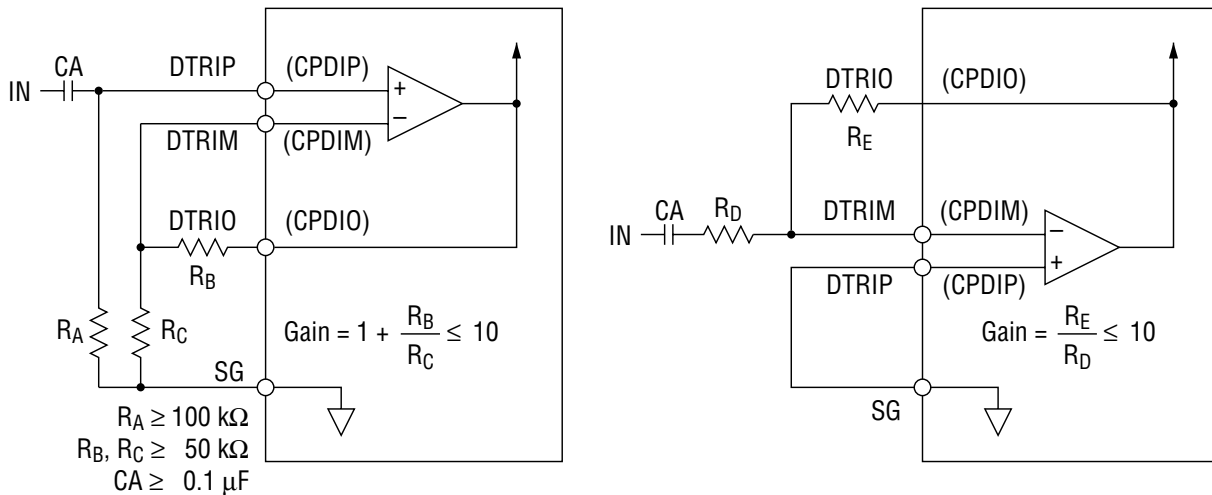 CA
IN
DTRIP (CPDIP)
+
−
DTRIM (CPDIM)
DTRIO (CPDIO)
R_B
R_A
R_C
Gain = 1 + R_B / R_C ≤ 10
SG
R_A ≥ 100 kΩ
R_B, R_C ≥ 50 kΩ
CA ≥ 0.1 μF
DTRIO (CPDIO)
R_E
IN
CA
R_D
DTRIM (CPDIM)
−
+
DTRIP (CPDIP)
Gain = R_E / R_D ≤ 10
SG